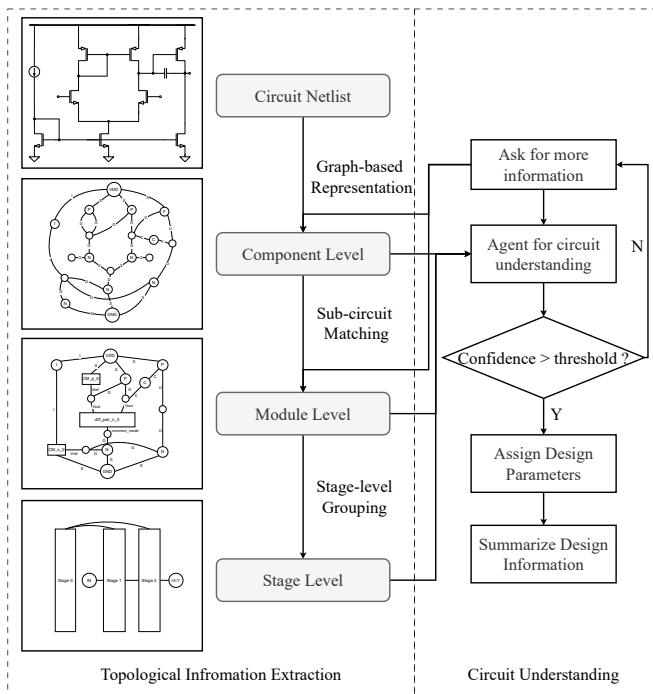 Circuit Netlist
Graph-based
Representation
Component Level
Sub-circuit
Matching
Module Level
Stage-level
Grouping
Stage Level
Topological Infromation Extraction
Ask for more
information
Agent for circuit
understanding
N
Confidence > threshold ?
Y
Assign Design
Parameters
Summarize Design
Information
Circuit Understanding
VDD
P
P
P
I
C
N
N
N
N
N
GND
VDD
I
P
CM_p_0
P
C
diff_pair_n_0
common_mode
CM_n_0
N
N
GND
Stage 0
IN
Stage 1
Stage 2
OUT